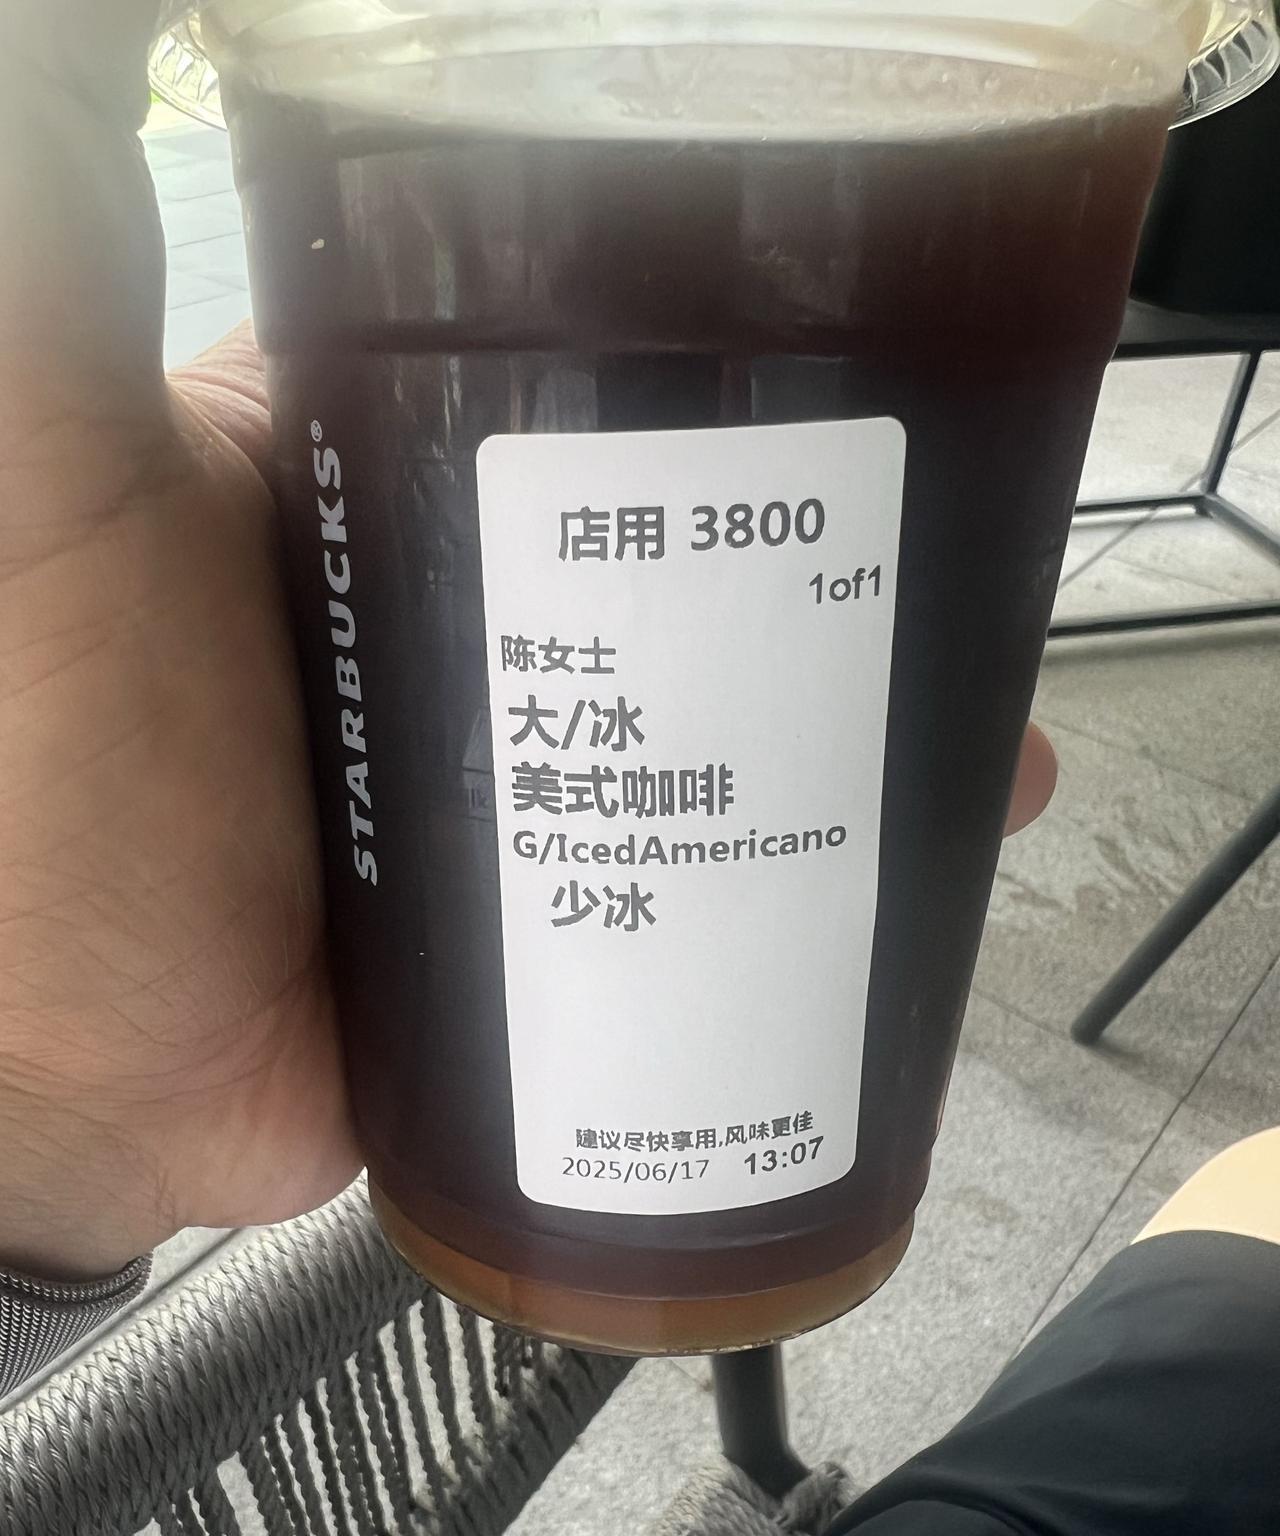 STARBUCKS®
店用 3800
1of1
陈女士
大/冰
美式咖啡
G/IcedAmericano
少冰
建议尽快享用,风味更佳
2025/06/17 13:07